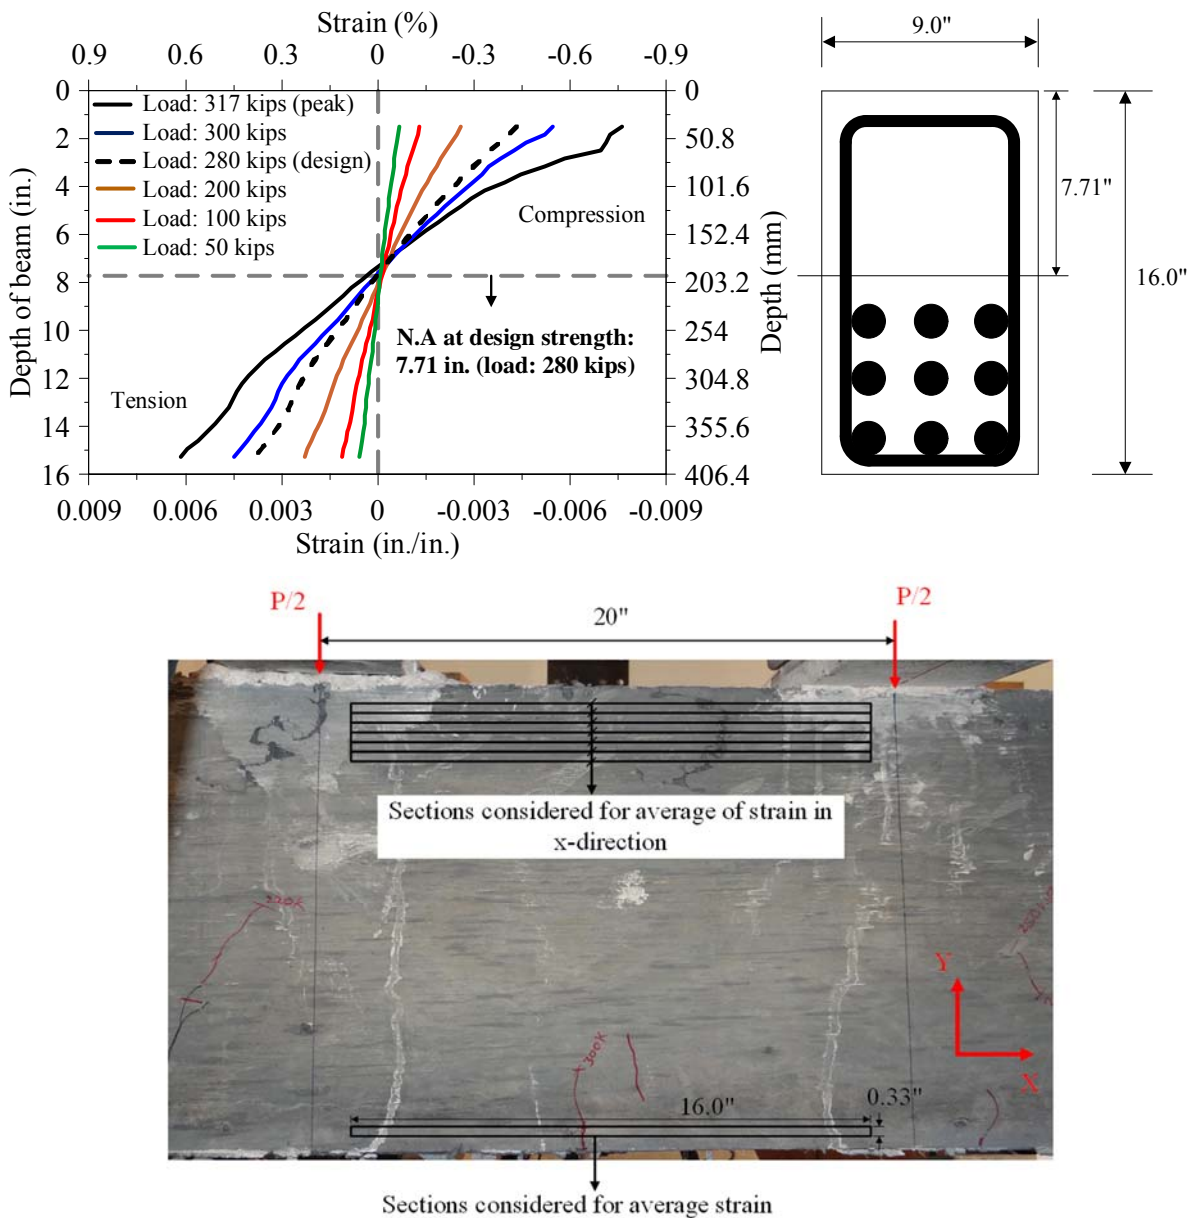 Strain (%)
0.9 0.6 0.3 0 -0.3 -0.6 -0.9
Depth of beam (in.)
0
2
4
6
8
10
12
14
16
Load: 317 kips (peak)
Load: 300 kips
Load: 280 kips (design)
Load: 200 kips
Load: 100 kips
Load: 50 kips
Compression
Tension
N.A at design strength:
7.71 in. (load: 280 kips)
0
50.8
101.6
152.4
203.2
254
304.8
355.6
406.4
Depth (mm)
0.009 0.006 0.003 0 -0.003 -0.006 -0.009
Strain (in./in.)
9.0"
7.71"
16.0"
P/2
P/2
20"
Sections considered for average of strain in
x-direction
220K
300K
Y
X
16.0"
0.33"
Sections considered for average strain